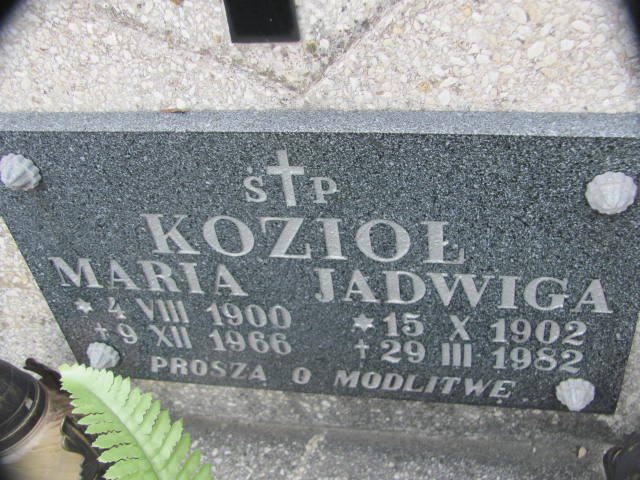 Ś † P
KOZIOŁ
MARIA JADWIGA
* 4 VIII 1900 * 15 X 1902
+ 9 XII 1966 + 29 III 1982
PROSZĄ O MODLITWĘ